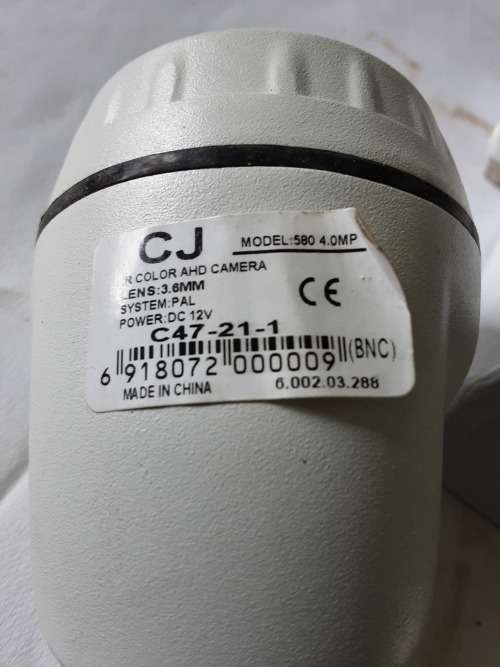 CJ
MODEL:580 4.0MP
IR COLOR AHD CAMERA
LENS:3.6MM
SYSTEM:PAL
POWER:DC 12V
CE
C47-21-1
6 918072 000009 (BNC)
MADE IN CHINA
6.002.03.288